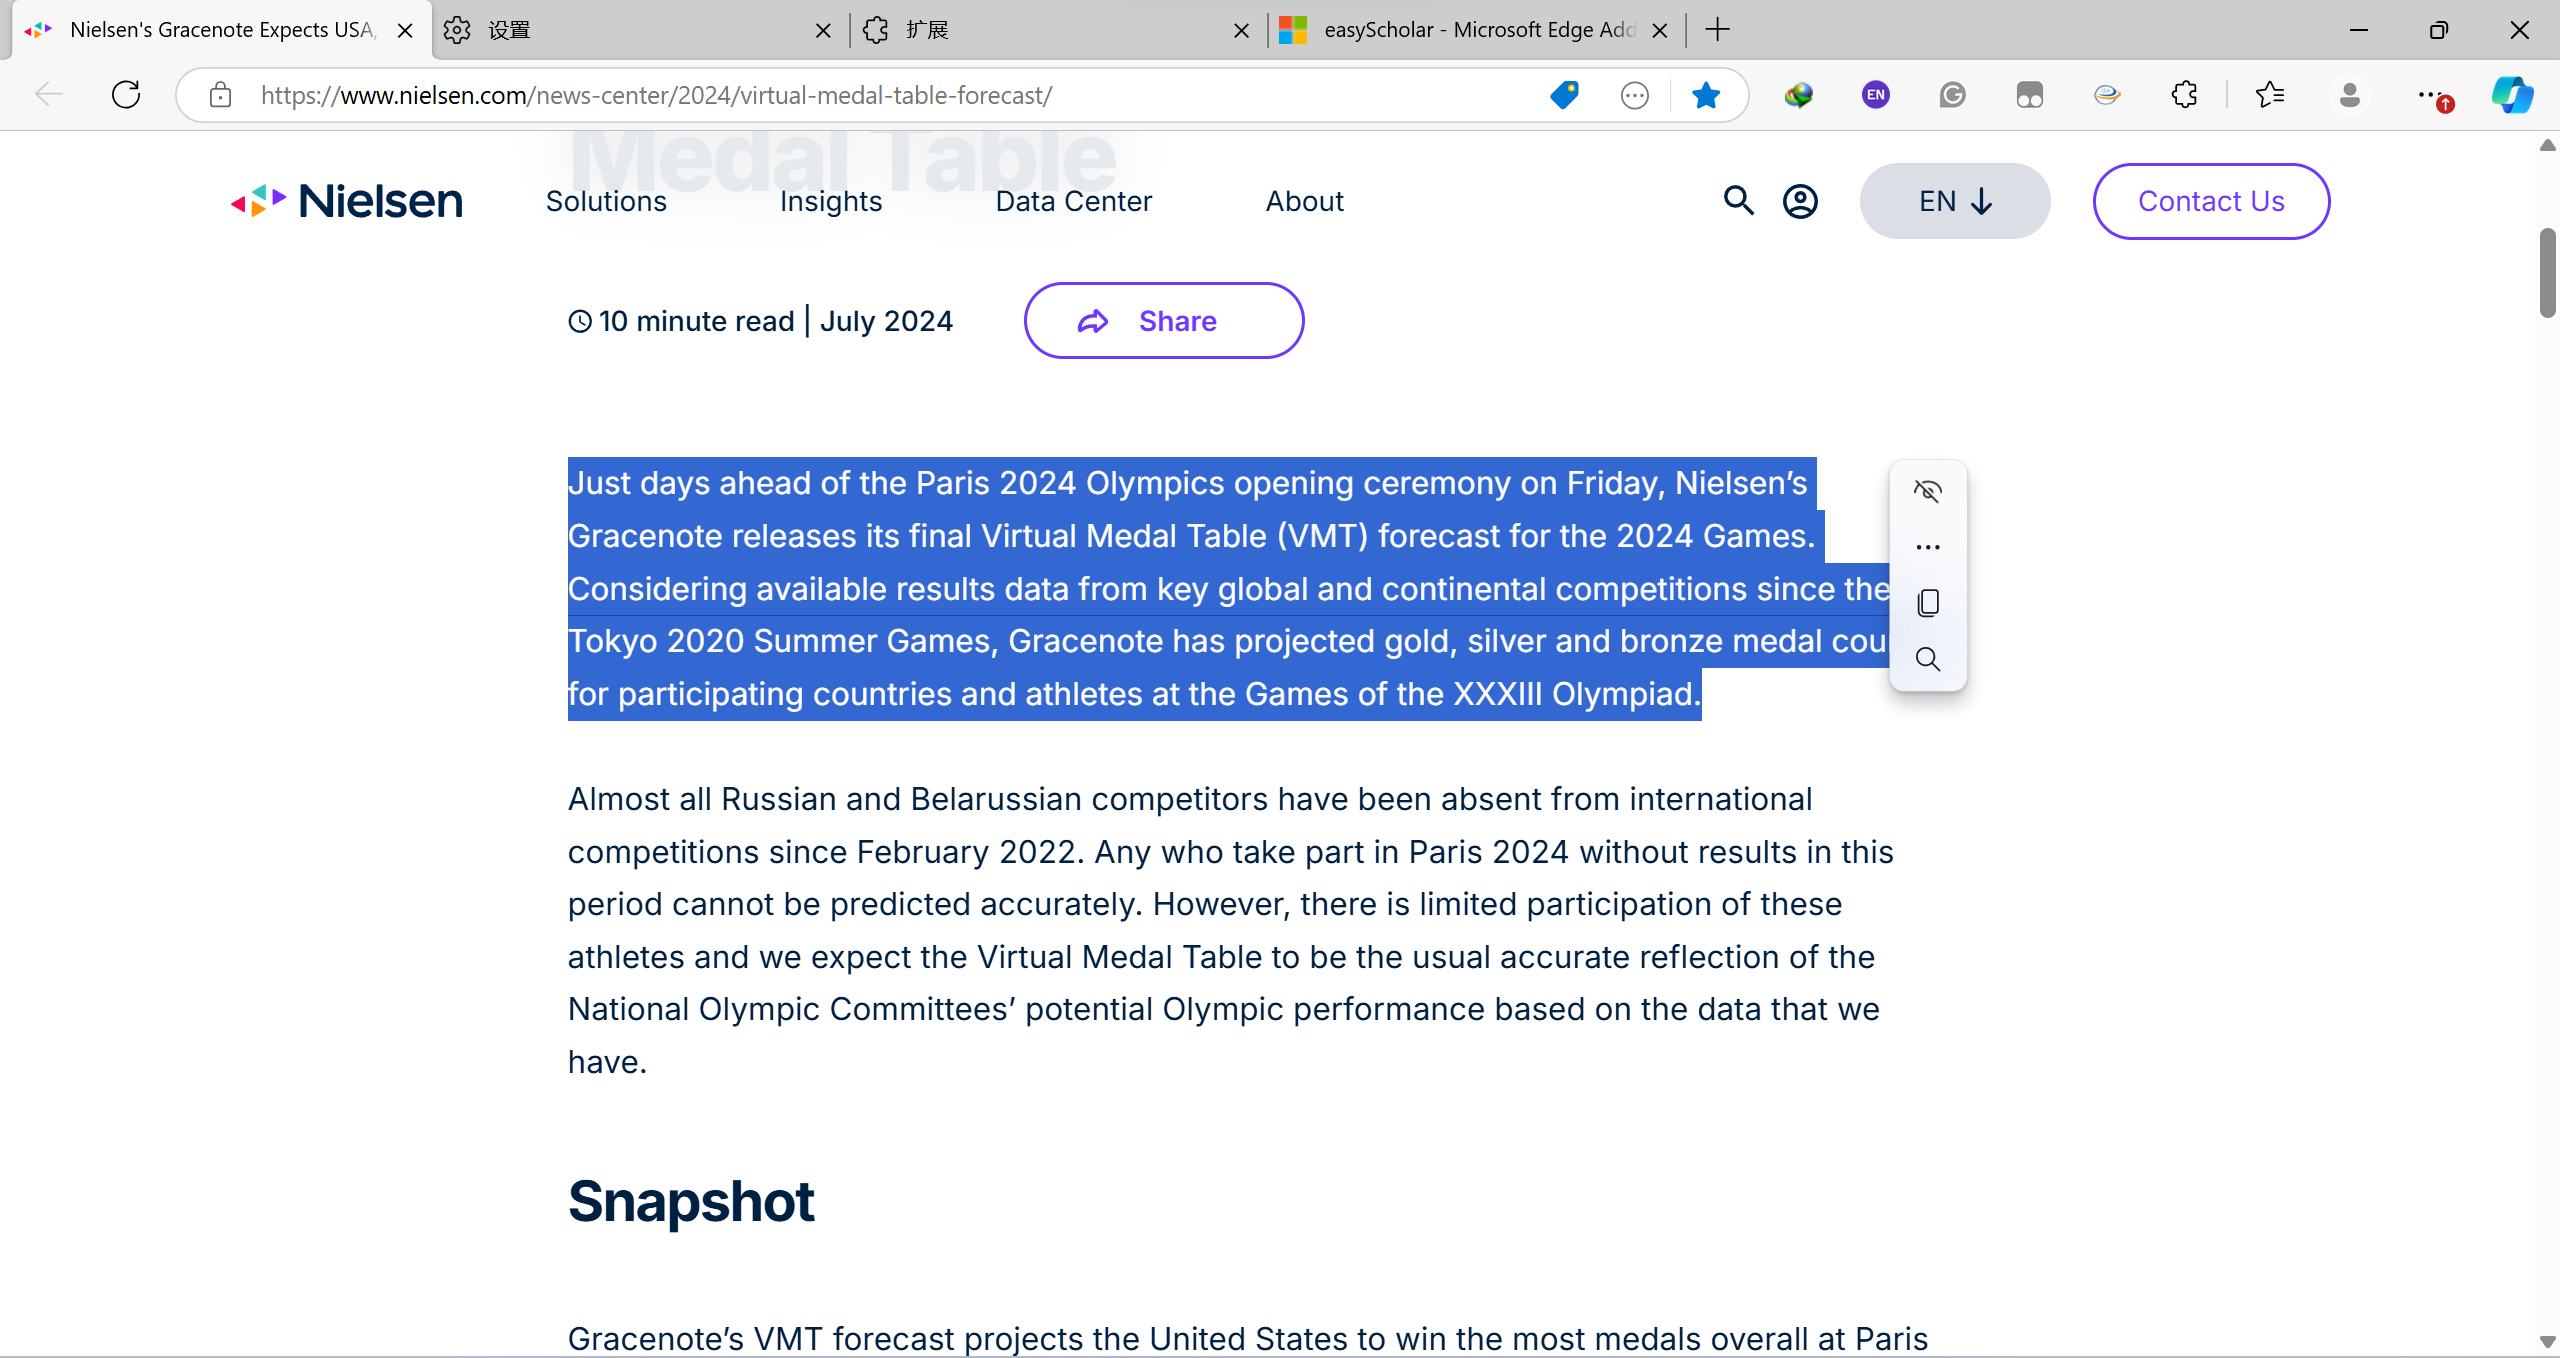 Nielsen's Gracenote Expects USA,
设置
扩展
easyScholar - Microsoft Edge Add
https://www.nielsen.com/news-center/2024/virtual-medal-table-forecast/
EN
Medal Table
Nielsen
Solutions
Insights
Data Center
About
EN
Contact Us
10 minute read | July 2024
Share
Just days ahead of the Paris 2024 Olympics opening ceremony on Friday, Nielsen’s
Gracenote releases its final Virtual Medal Table (VMT) forecast for the 2024 Games.
Considering available results data from key global and continental competitions since the
Tokyo 2020 Summer Games, Gracenote has projected gold, silver and bronze medal cou
for participating countries and athletes at the Games of the XXXIII Olympiad.
Almost all Russian and Belarussian competitors have been absent from international
competitions since February 2022. Any who take part in Paris 2024 without results in this
period cannot be predicted accurately. However, there is limited participation of these
athletes and we expect the Virtual Medal Table to be the usual accurate reflection of the
National Olympic Committees’ potential Olympic performance based on the data that we
have.
Snapshot
Gracenote’s VMT forecast projects the United States to win the most medals overall at Paris